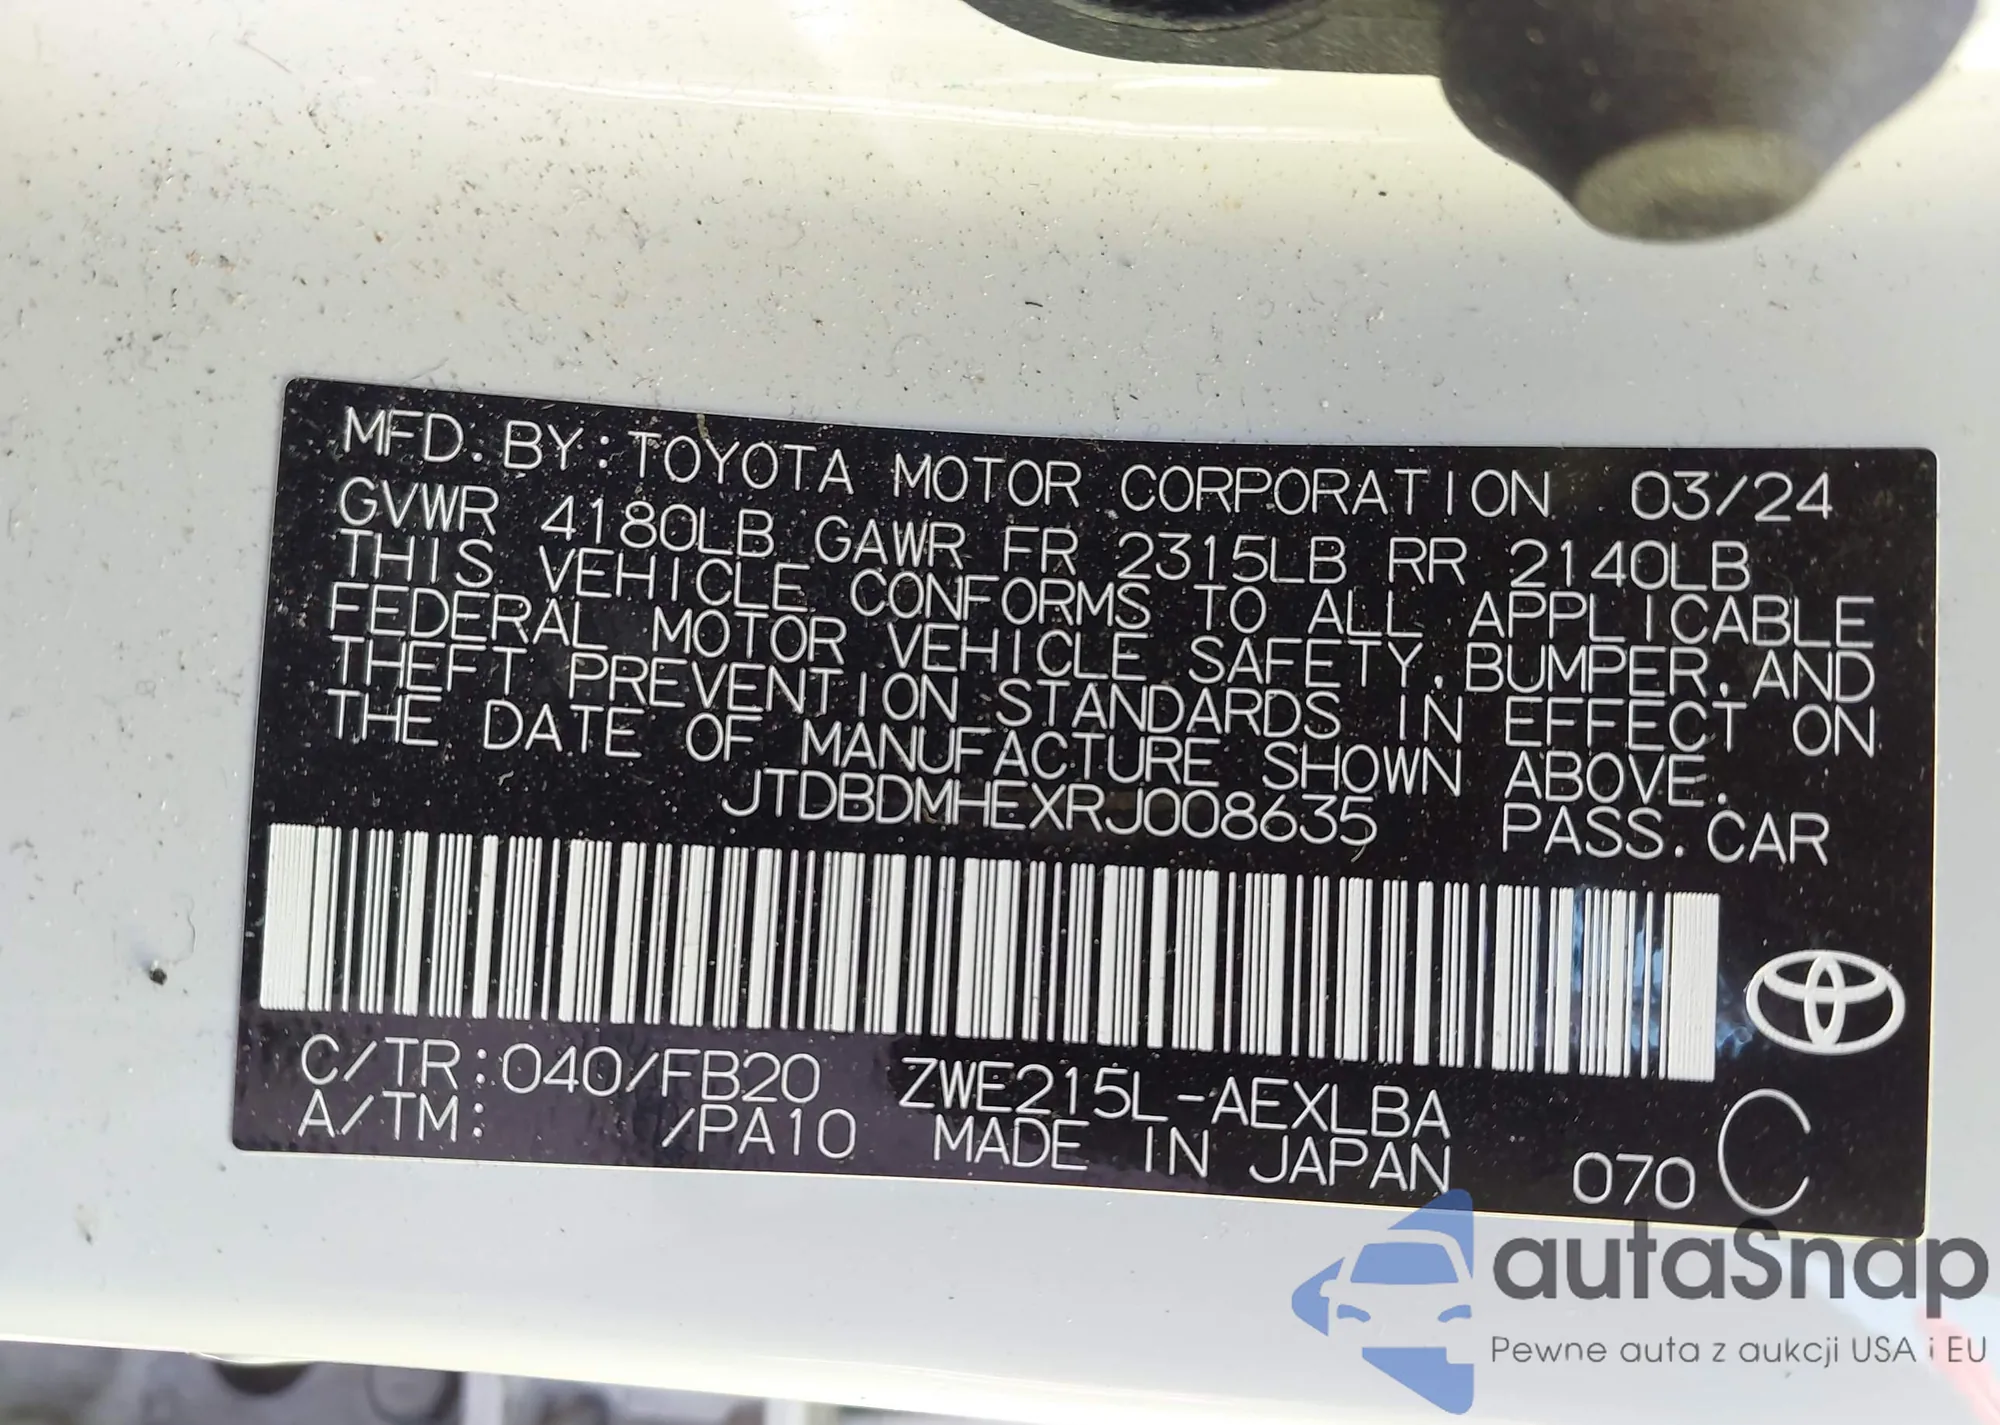 MFD. BY: TOYOTA MOTOR CORPORATION 03/24
GVWR 4180LB GAWR FR 2315LB RR 2140LB
THIS VEHICLE CONFORMS TO ALL APPLICABLE
FEDERAL MOTOR VEHICLE SAFETY, BUMPER, AND
THEFT PREVENTION STANDARDS IN EFFECT ON
THE DATE OF MANUFACTURE SHOWN ABOVE.
JTDBDMHEXRJ008635 PASS. CAR
C/TR: 040/FB20 ZWE215L-AEXLBA
A/TM: /PA10 MADE IN JAPAN 070 C
autaSnap
Pewne auta z aukcji USA i EU